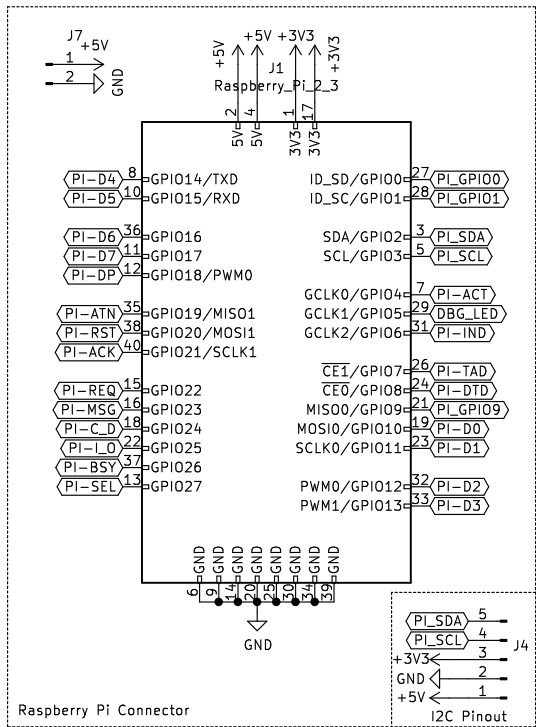 J7
1 +5V
2 GND
+5V +5V +3V3 +3V3
J1
Raspberry_Pi_2_3
2 4 1 17
5V 5V 3V3 3V3
PI-D4 8 GPIO14/TXD ID_SD/GPIO0 27 PI_GPIO0
PI-D5 10 GPIO15/RXD ID_SC/GPIO1 28 PI_GPIO1
PI-D6 36 GPIO16 SDA/GPIO2 3 PI_SDA
PI-D7 11 GPIO17 SCL/GPIO3 5 PI_SCL
PI-DP 12 GPIO18/PWM0
GCLK0/GPIO4 7 PI-ACT
PI-ATN 35 GPIO19/MISO1 GCLK1/GPIO5 29 DBG_LED
PI-RST 38 GPIO20/MOSI1 GCLK2/GPIO6 31 PI-IND
PI-ACK 40 GPIO21/SCLK1
CE1/GPIO7 26 PI-TAD
PI-REQ 15 GPIO22 CE0/GPIO8 24 PI-DTD
PI-MSG 16 GPIO23 MISO0/GPIO9 21 PI_GPIO9
PI-C_D 18 GPIO24 MOSI0/GPIO10 19 PI-D0
PI-I_O 22 GPIO25 SCLK0/GPIO11 23 PI-D1
PI-BSY 37 GPIO26
PI-SEL 13 GPIO27 PWM0/GPIO12 32 PI-D2
PWM1/GPIO13 33 PI-D3
GND GND GND GND GND GND GND GND
6 9 14 20 25 30 34 39
GND
PI_SDA 5
PI_SCL 4
J4
+3V3 3
GND 2
+5V 1
I2C Pinout
Raspberry Pi Connector